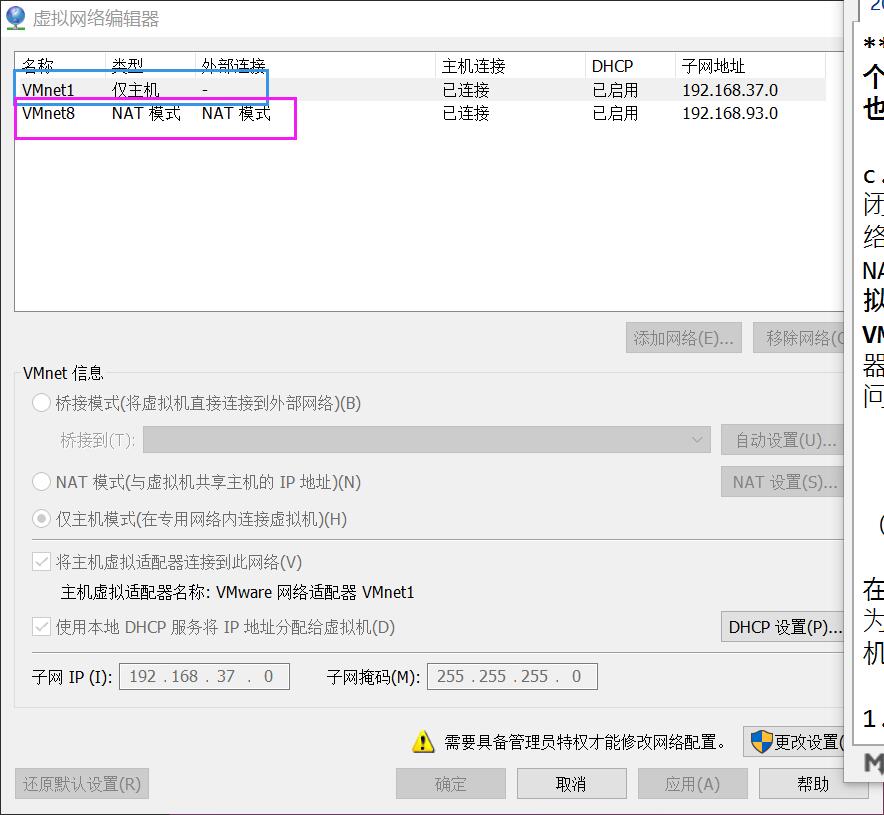 虚拟网络编辑器
名称 类型 外部连接 主机连接 DHCP 子网地址
VMnet1 仅主机 - 已连接 已启用 192.168.37.0
VMnet8 NAT 模式 NAT 模式 已连接 已启用 192.168.93.0
添加网络(E)... 移除网络(
VMnet 信息
桥接模式(将虚拟机直接连接到外部网络)(B)
桥接到(T): 自动设置(U)...
NAT 模式(与虚拟机共享主机的 IP 地址)(N) NAT 设置(S)...
仅主机模式(在专用网络内连接虚拟机)(H)
将主机虚拟适配器连接到此网络(V)
主机虚拟适配器名称: VMware 网络适配器 VMnet1
使用本地 DHCP 服务将 IP 地址分配给虚拟机(D) DHCP 设置(P)...
子网 IP (I): 192 . 168 . 37 . 0 子网掩码(M): 255 . 255 . 255 . 0
需要具备管理员特权才能修改网络配置。 更改设置(
还原默认设置(R) 确定 取消 应用(A) 帮助
**
个
也
c.
闭
络
NA
拟
VM
器
问
(
在
为
机
1.